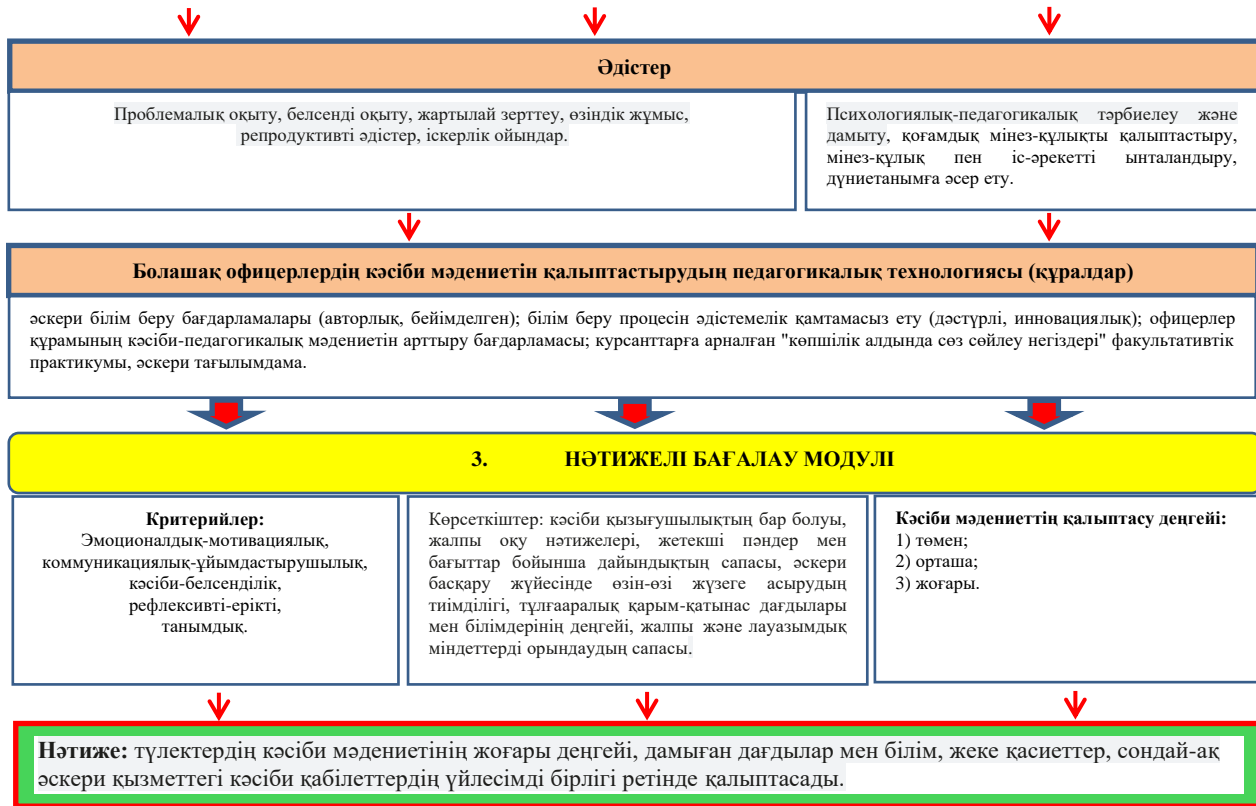 Әдістер
Проблемалық оқыту, белсенді оқыту, жартылай зерттеу, өзіндік жұмыс,
репродуктивті әдістер, іскерлік ойындар.
Психологиялық-педагогикалық тәрбиелеу және
дамыту, қоғамдық мінез-құлықты қалыптастыру,
мінез-құлық пен іс-әрекетті ынталандыру,
дүниетанымға әсер ету.
Болашақ офицерлердің кәсіби мәдениетін қалыптастырудың педагогикалық технологиясы (құралдар)
әскери білім беру бағдарламалары (авторлық, бейімделген); білім беру процесін әдістемелік қамтамасыз ету (дәстүрлі, инновациялық); офицерлер
құрамының кәсіби-педагогикалық мәдениетін арттыру бағдарламасы; курсанттарға арналған "көпшілік алдында сөз сөйлеу негіздері" факультативтік
практикумы, әскери тағылымдама.
3. НӘТИЖЕЛІ БАҒАЛАУ МОДУЛІ
Критерийлер:
Эмоционалдық-мотивациялық,
коммуникациялық-ұйымдастырушылық,
кәсіби-белсенділік,
рефлексивті-ерікті,
танымдық.
Көрсеткіштер: кәсіби қызығушылықтың бар болуы,
жалпы оқу нәтижелері, жетекші пәндер мен
бағыттар бойынша дайындықтың сапасы, әскери
басқару жүйесінде өзін-өзі жүзеге асырудың
тиімділігі, тұлғааралық қарым-қатынас дағдылары
мен білімдерінің деңгейі, жалпы және лауазымдық
міндеттерді орындаудың сапасы.
Кәсіби мәдениеттің қалыптасу деңгейі:
1) төмен;
2) орташа;
3) жоғары.
Нәтиже: түлектердің кәсіби мәдениетінің жоғары деңгейі, дамыған дағдылар мен білім, жеке қасиеттер, сондай-ақ
әскери қызметтегі кәсіби қабілеттердің үйлесімді бірлігі ретінде қалыптасады.